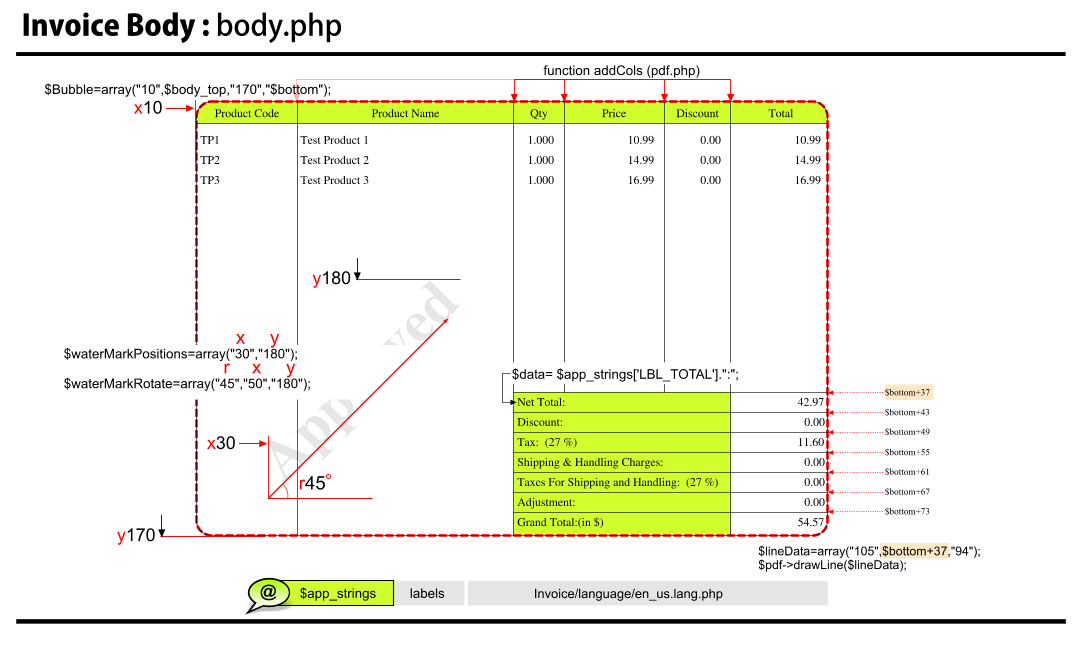 Invoice Body : body.php
function addCols (pdf.php)
$Bubble=array("10",$body_top,"170","$bottom");
x10
Product Code Product Name Qty Price Discount Total
TP1 Test Product 1 1.000 10.99 0.00 10.99
TP2 Test Product 2 1.000 14.99 0.00 14.99
TP3 Test Product 3 1.000 16.99 0.00 16.99
y180
x y
$waterMarkPositions=array("30","180");
r x y
$waterMarkRotate=array("45","50","180");
App ved
$data= $app_strings['LBL_TOTAL'].":";
Net Total: 42.97 $bottom+37
Discount: 0.00 $bottom+43
Tax: (27 %) 11.60 $bottom+49
Shipping & Handling Charges: 0.00 $bottom+55
Taxes For Shipping and Handling: (27 %) 0.00 $bottom+61
Adjustment: 0.00 $bottom+67
Grand Total:(in $) 54.57 $bottom+73
x30
r45°
y170
$lineData=array("105",$bottom+37,"94");
$pdf->drawLine($lineData);
@ $app_strings labels Invoice/language/en_us.lang.php